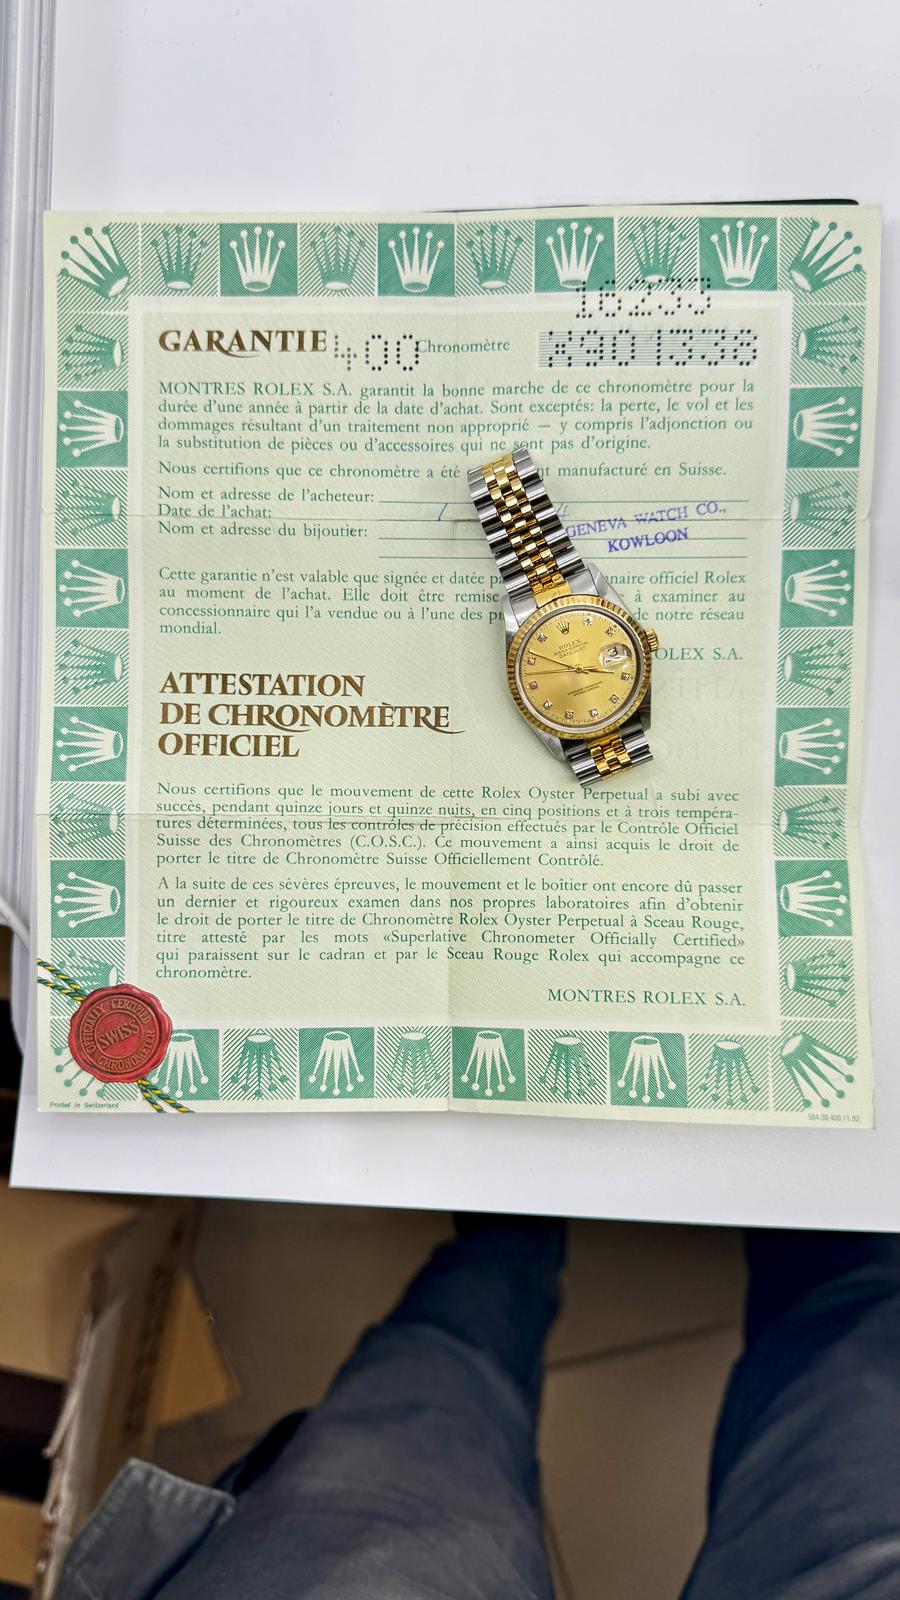 16233
GARANTIE 400 Chronomètre X901338
MONTRES ROLEX S.A. garantit la bonne marche de ce chronomètre pour la
durée d'une année à partir de la date d'achat. Sont exceptés: la perte, le vol et les
dommages résultant d'un traitement non approprié — y compris l'adjonction ou
la substitution de pièces ou d'accessoires qui ne sont pas d'origine.
Nous certifions que ce chronomètre a été nt manufacturé en Suisse.
Nom et adresse de l'acheteur:
Date de l'achat:
Nom et adresse du bijoutier:
GENEVA WATCH CO.,
KOWLOON
Cette garantie n'est valable que signée et datée pa naire officiel Rolex
au moment de l'achat. Elle doit être remise e à examiner au
concessionnaire qui l'a vendue ou à l'une des p de notre réseau
mondial.
OLEX S.A.
ROLEX
OYSTER PERPETUAL
DATEJUST
ATTESTATION
DE CHRONOMÈTRE
OFFICIEL
Nous certifions que le mouvement de cette Rolex Oyster Perpetual a subi avec
succès, pendant quinze jours et quinze nuits, en cinq positions et à trois tempéra-
tures déterminées, tous les contrôles de précision effectués par le Contrôle Officiel
Suisse des Chronomètres (C.O.S.C.). Ce mouvement a ainsi acquis le droit de
porter le titre de Chronomètre Suisse Officiellement Contrôlé.
A la suite de ces sévères épreuves, le mouvement et le boîtier ont encore dû passer
un dernier et rigoureux examen dans nos propres laboratoires afin d'obtenir
le droit de porter le titre de Chronomètre Rolex Oyster Perpetual à Sceau Rouge,
titre attesté par les mots «Superlative Chronometer Officially Certified»
qui paraissent sur le cadran et par le Sceau Rouge Rolex qui accompagne ce
chronomètre.
MONTRES ROLEX S.A.
OFFICIALLY CERTIFIED
SWISS
CHRONOMETER
Printed in Switzerland
564.00.400.11.92